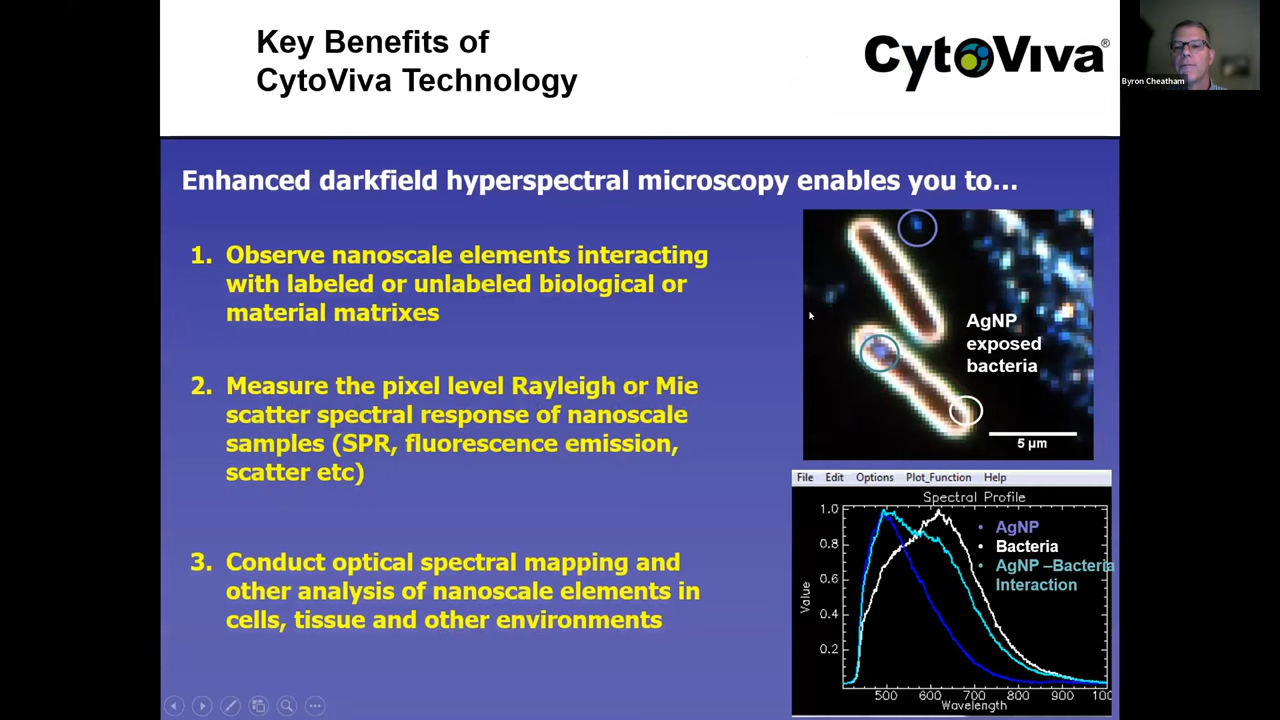 Key Benefits of
CytoViva Technology
CytoViva®
Byron Cheatham
Enhanced darkfield hyperspectral microscopy enables you to…
1. Observe nanoscale elements interacting
with labeled or unlabeled biological or
material matrixes
2. Measure the pixel level Rayleigh or Mie
scatter spectral response of nanoscale
samples (SPR, fluorescence emission,
scatter etc)
3. Conduct optical spectral mapping and
other analysis of nanoscale elements in
cells, tissue and other environments
AgNP
exposed
bacteria
5 µm
File Edit Options Plot_Function Help
Spectral Profile
• AgNP
• Bacteria
• AgNP –Bacteria
Interaction
Value
1.0
0.8
0.6
0.4
0.2
500 600 700 800 900 100
Wavelength